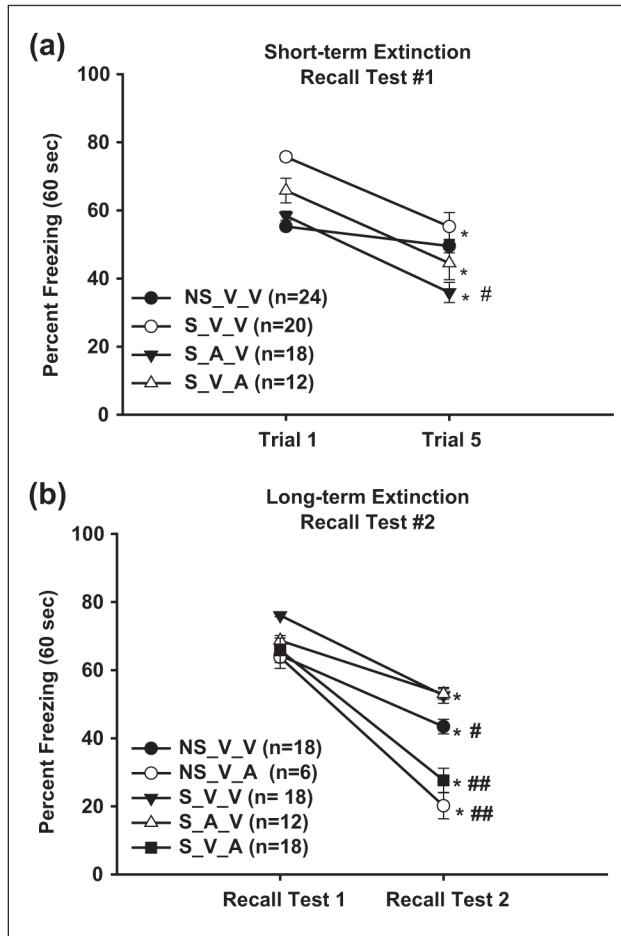 (a)
Short-term Extinction
Recall Test #1
Percent Freezing (60 sec)
100
80
60
40
20
0
*
*
* #
NS_V_V (n=24)
S_V_V (n=20)
S_A_V (n=18)
S_V_A (n=12)
Trial 1
Trial 5
(b)
Long-term Extinction
Recall Test #2
Percent Freezing (60 sec)
100
80
60
40
20
0
*
* #
* ##
* ##
NS_V_V (n=18)
NS_V_A (n=6)
S_V_V (n= 18)
S_A_V (n=12)
S_V_A (n=18)
Recall Test 1
Recall Test 2